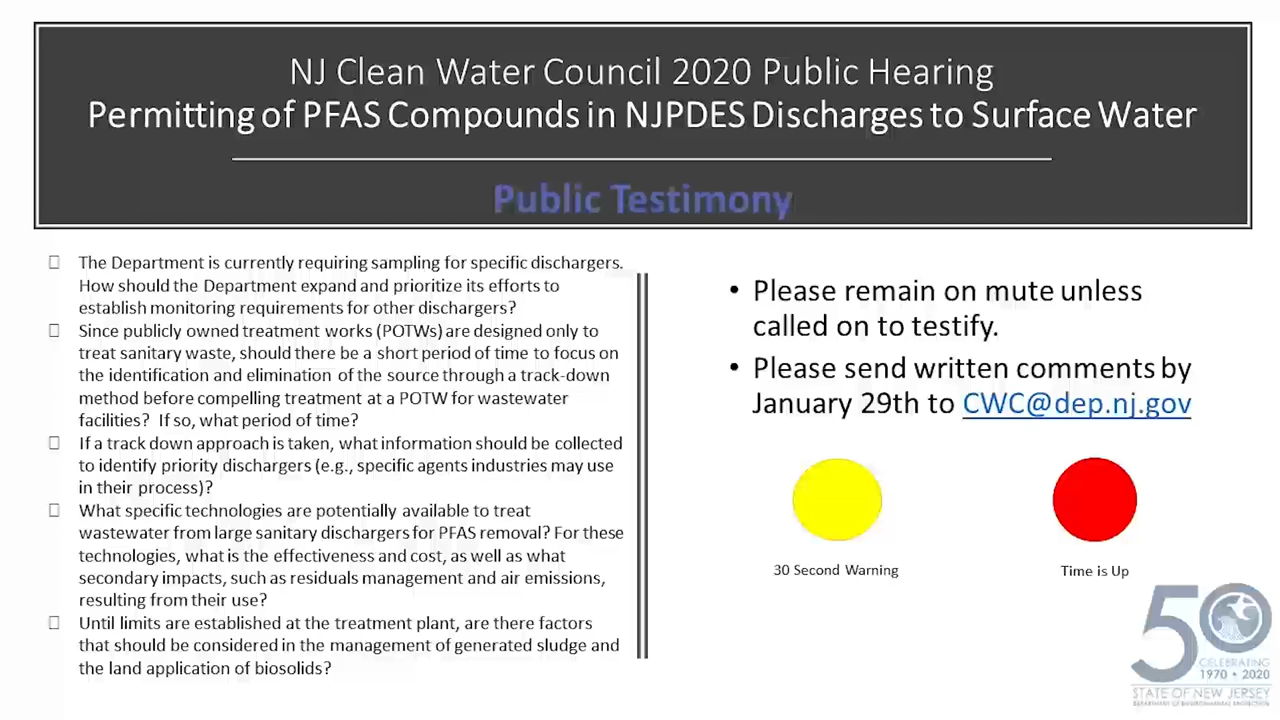 NJ Clean Water Council 2020 Public Hearing
Permitting of PFAS Compounds in NJPDES Discharges to Surface Water
Public Testimony
The Department is currently requiring sampling for specific dischargers.
How should the Department expand and prioritize its efforts to
establish monitoring requirements for other dischargers?
Since publicly owned treatment works (POTWs) are designed only to
treat sanitary waste, should there be a short period of time to focus on
the identification and elimination of the source through a track-down
method before compelling treatment at a POTW for wastewater
facilities? If so, what period of time?
If a track down approach is taken, what information should be collected
to identify priority dischargers (e.g., specific agents industries may use
in their process)?
What specific technologies are potentially available to treat
wastewater from large sanitary dischargers for PFAS removal? For these
technologies, what is the effectiveness and cost, as well as what
secondary impacts, such as residuals management and air emissions,
resulting from their use?
Until limits are established at the treatment plant, are there factors
that should be considered in the management of generated sludge and
the land application of biosolids?
• Please remain on mute unless
called on to testify.
• Please send written comments by
January 29th to CWC@dep.nj.gov
30 Second Warning
Time is Up
50
CELEBRATING
1970 • 2020
STATE OF NEW JERSEY
DEPARTMENT OF ENVIRONMENTAL PROTECTION